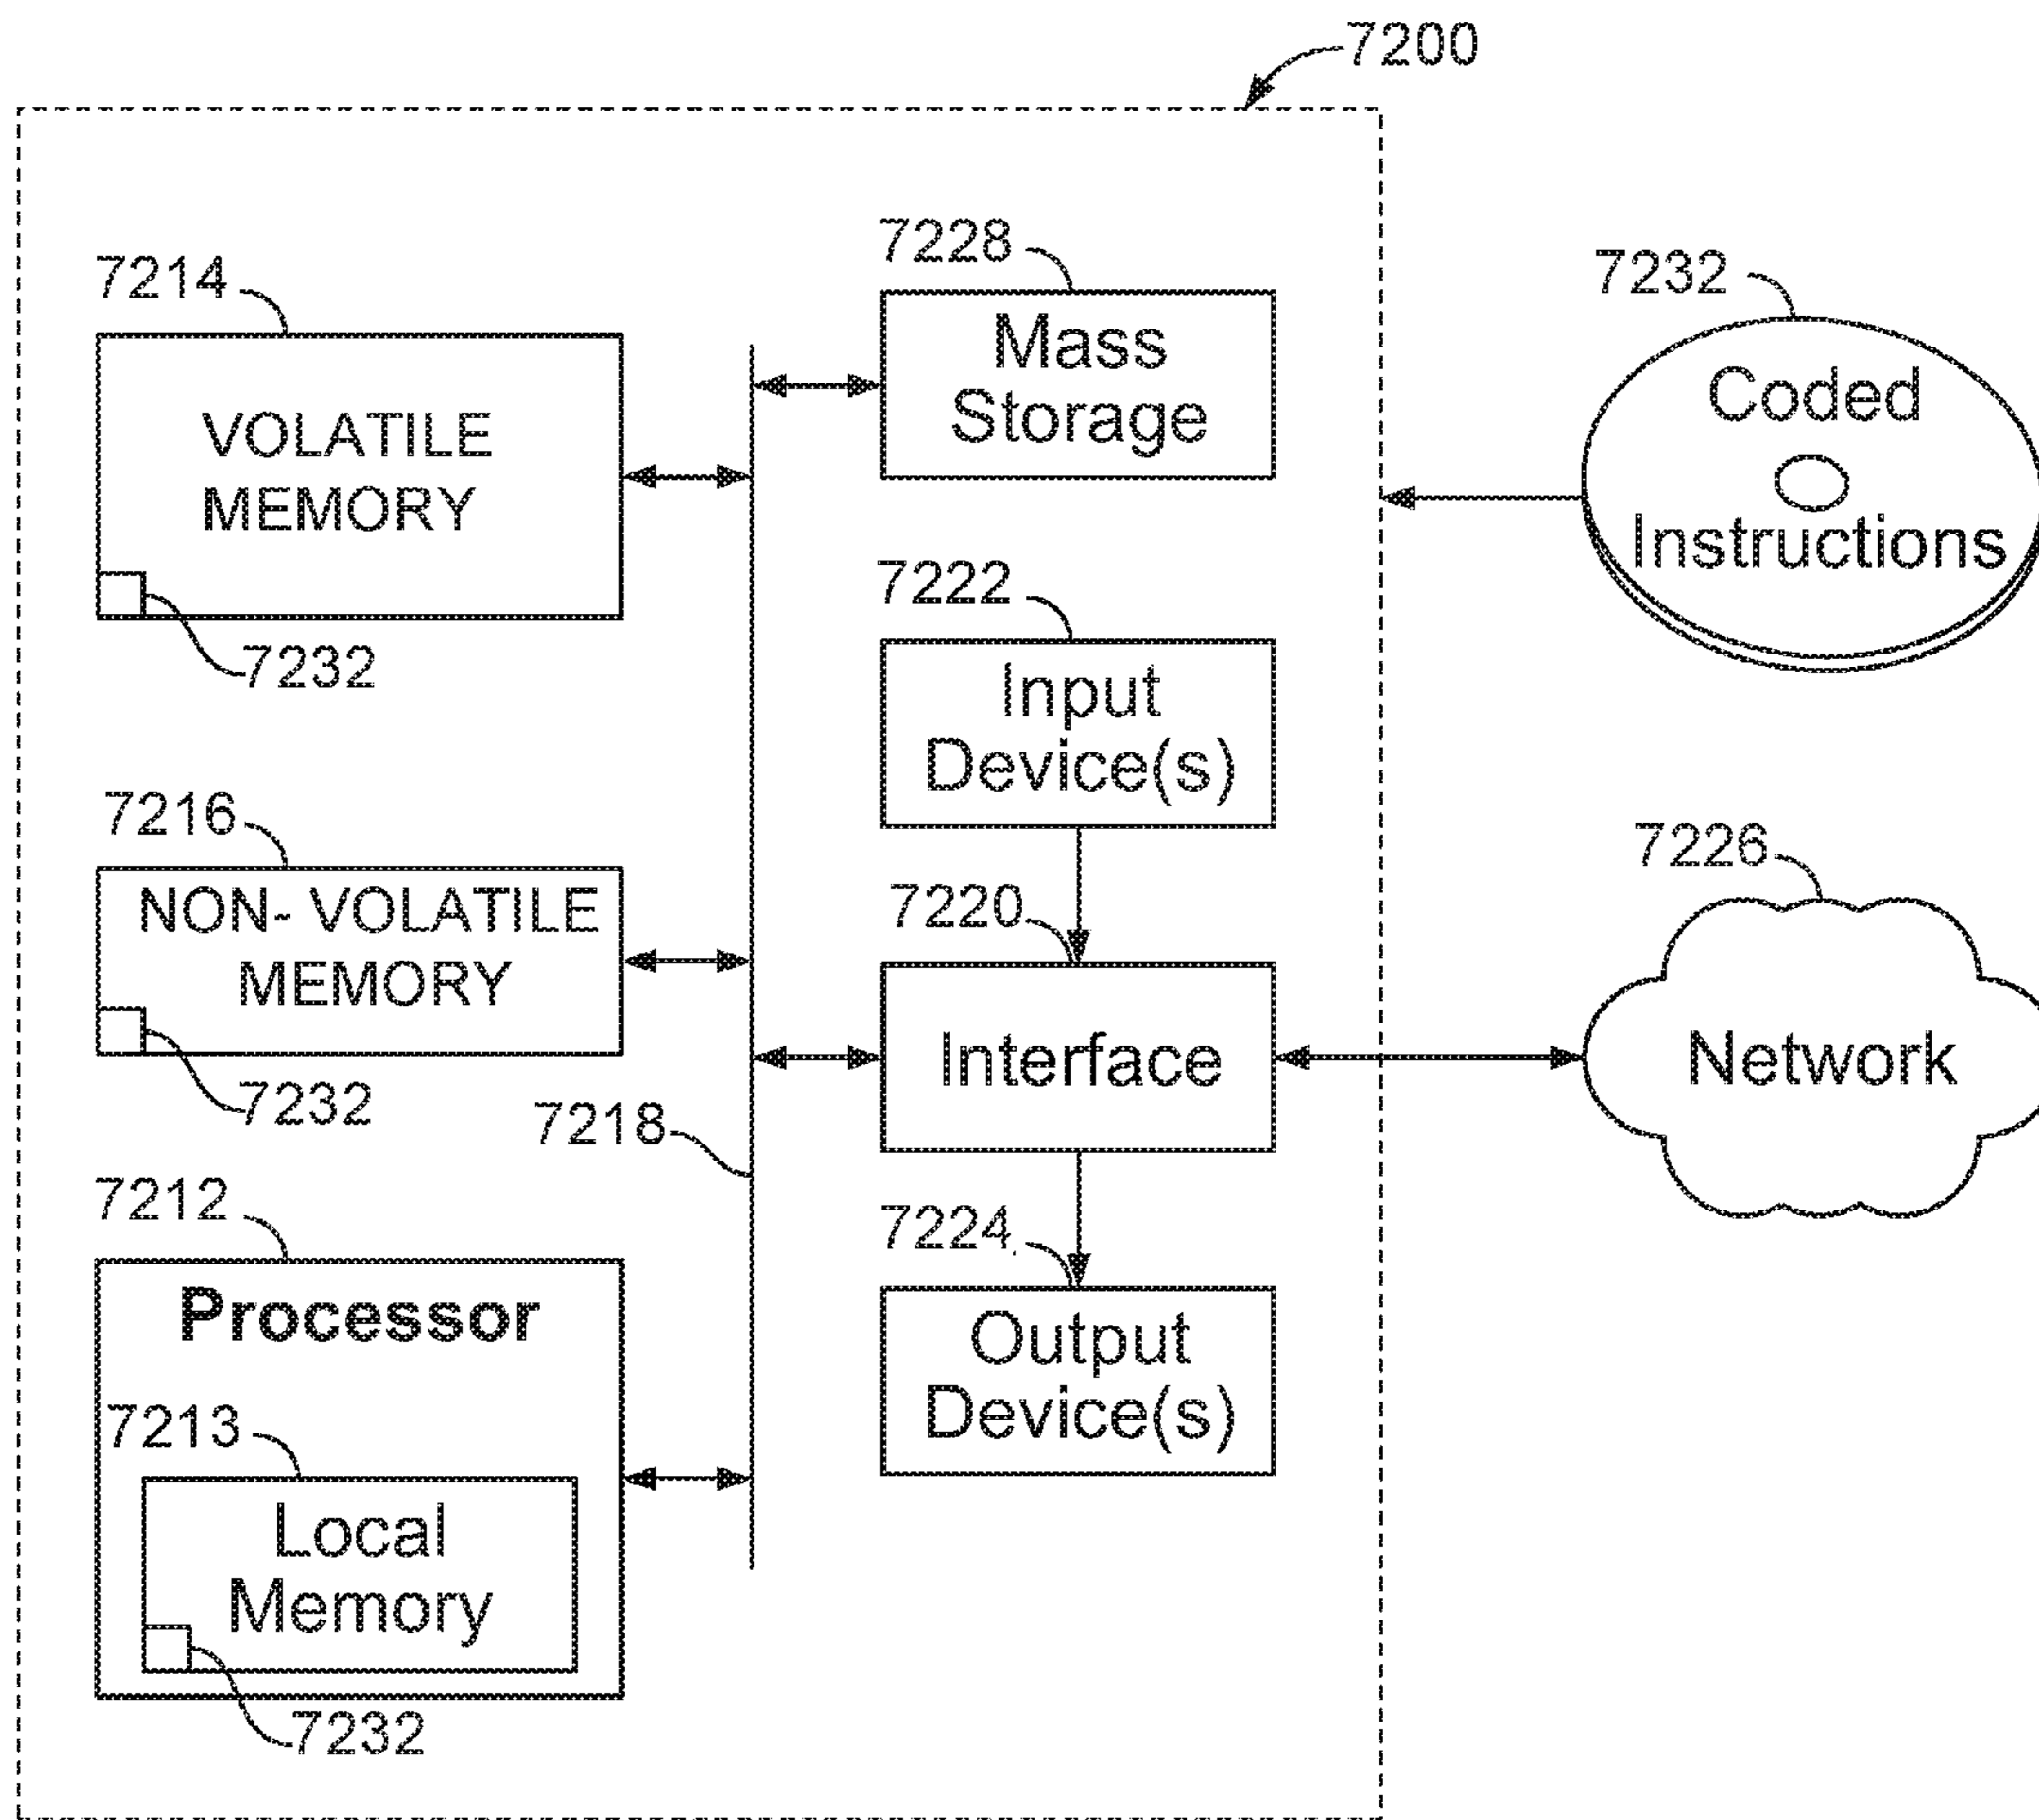 7200
7214
VOLATILE
MEMORY
7232
7216
NON- VOLATILE
MEMORY
7232
7218
7212
Processor
7213
Local
Memory
7232
7228
Mass
Storage
7222
Input
Device(s)
7220
Interface
7224
Output
Device(s)
7232
Coded
Instructions
7226
Network